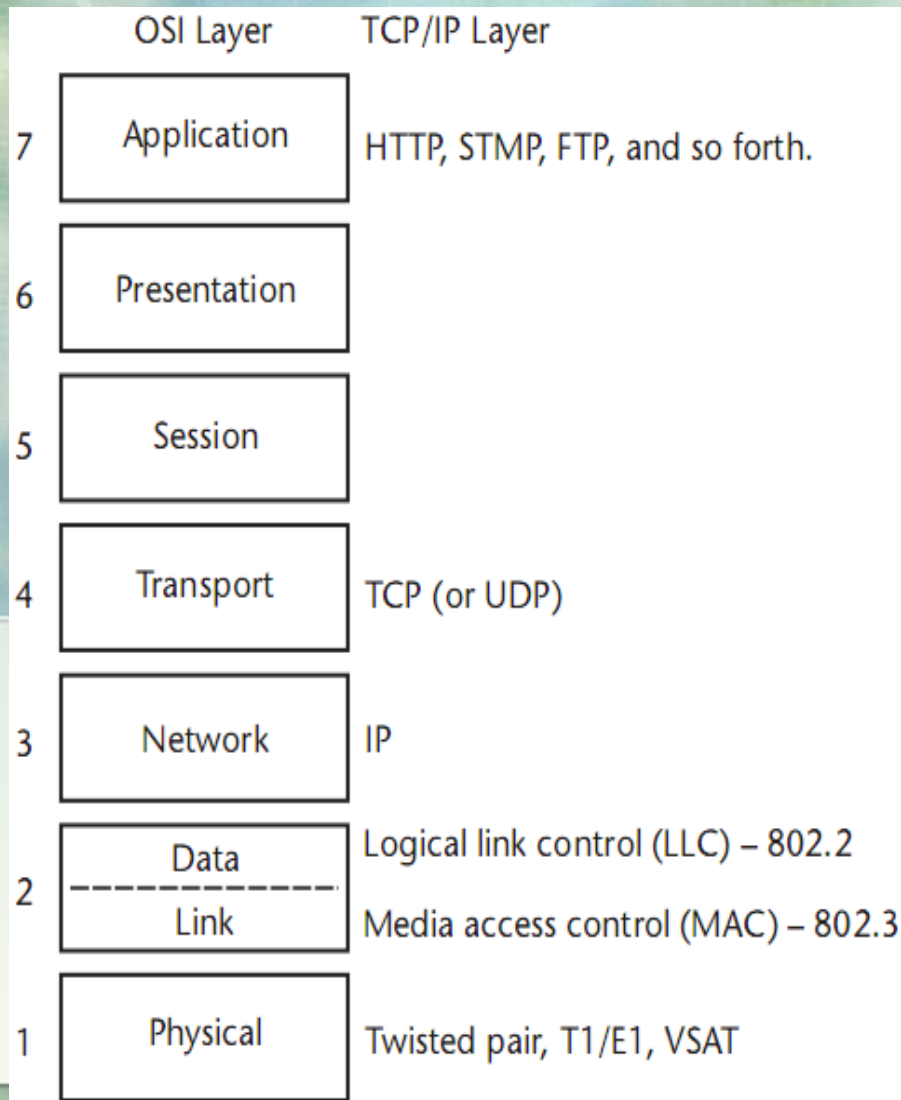 OSI Layer TCP/IP Layer
7 Application HTTP, STMP, FTP, and so forth.
6 Presentation
5 Session
4 Transport TCP (or UDP)
3 Network IP
Data Logical link control (LLC) – 802.2
2
Link Media access control (MAC) – 802.3
1 Physical Twisted pair, T1/E1, VSAT